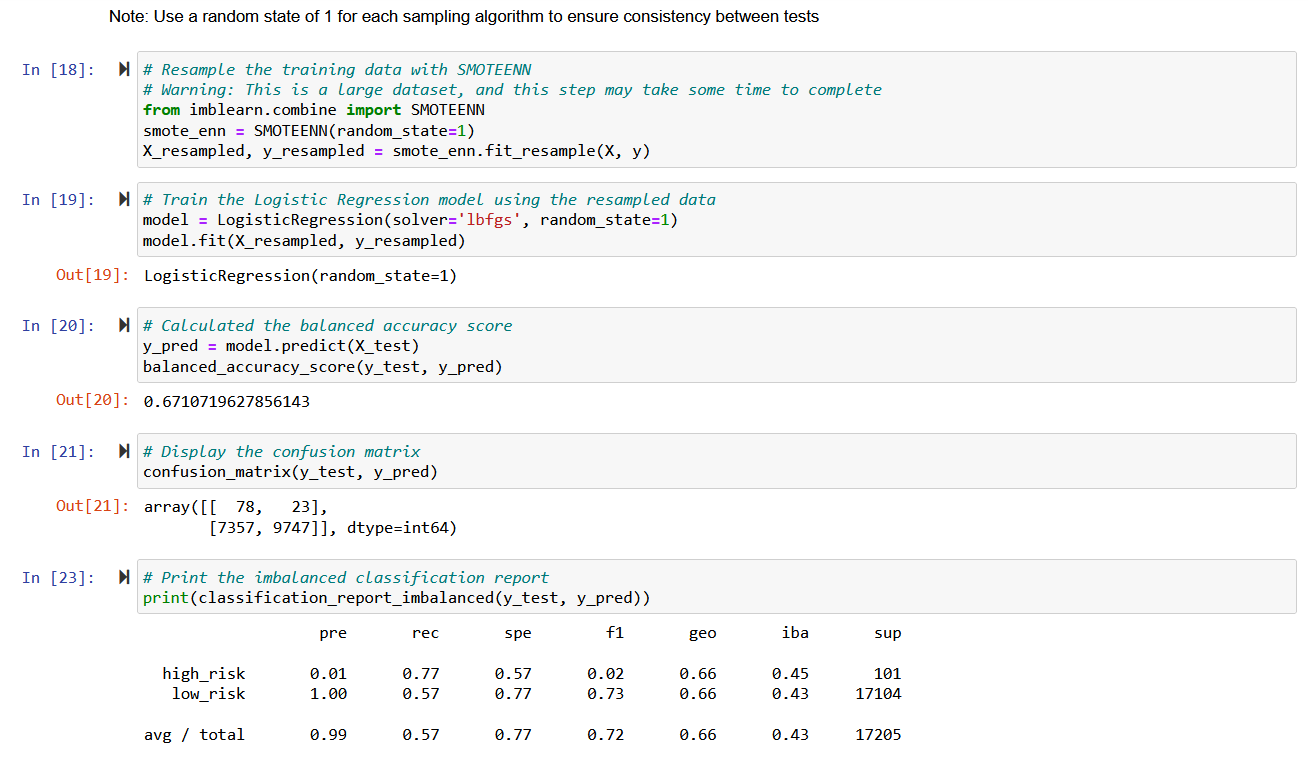 Note: Use a random state of 1 for each sampling algorithm to ensure consistency between tests
In [18]: # Resample the training data with SMOTEENN
# Warning: This is a large dataset, and this step may take some time to complete
from imblearn.combine import SMOTEENN
smote_enn = SMOTEENN(random_state=1)
X_resampled, y_resampled = smote_enn.fit_resample(X, y)
In [19]: # Train the Logistic Regression model using the resampled data
model = LogisticRegression(solver='lbfgs', random_state=1)
model.fit(X_resampled, y_resampled)
Out[19]: LogisticRegression(random_state=1)
In [20]: # Calculated the balanced accuracy score
y_pred = model.predict(X_test)
balanced_accuracy_score(y_test, y_pred)
Out[20]: 0.6710719627856143
In [21]: # Display the confusion matrix
confusion_matrix(y_test, y_pred)
Out[21]: array([[  78,   23],
       [7357, 9747]], dtype=int64)
In [23]: # Print the imbalanced classification report
print(classification_report_imbalanced(y_test, y_pred))
pre rec spe f1 geo iba sup
high_risk 0.01 0.77 0.57 0.02 0.66 0.45 101
low_risk 1.00 0.57 0.77 0.73 0.66 0.43 17104
avg / total 0.99 0.57 0.77 0.72 0.66 0.43 17205